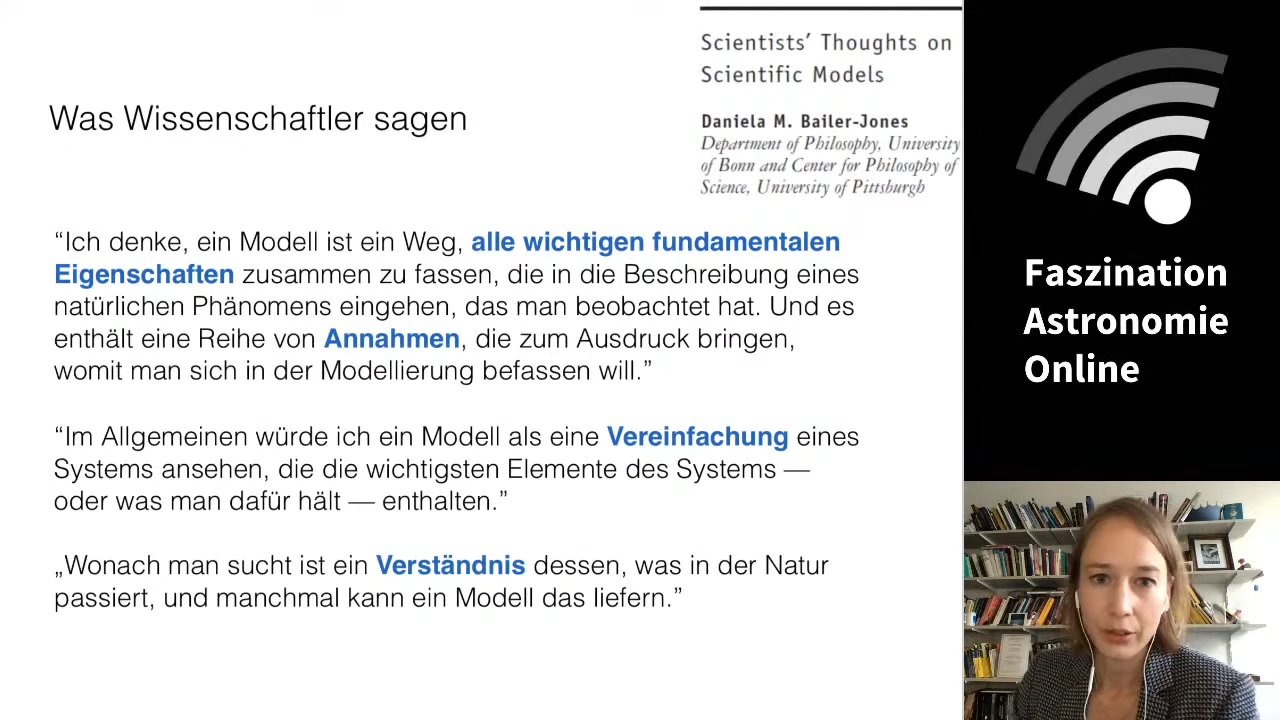 Scientists' Thoughts on
Scientific Models
Daniela M. Bailer-Jones
Department of Philosophy, University
of Bonn and Center for Philosophy of
Science, University of Pittsburgh
Was Wissenschaftler sagen
“Ich denke, ein Modell ist ein Weg, alle wichtigen fundamentalen
Eigenschaften zusammen zu fassen, die in die Beschreibung eines
natürlichen Phänomens eingehen, das man beobachtet hat. Und es
enthält eine Reihe von Annahmen, die zum Ausdruck bringen,
womit man sich in der Modellierung befassen will.”
“Im Allgemeinen würde ich ein Modell als eine Vereinfachung eines
Systems ansehen, die die wichtigsten Elemente des Systems —
oder was man dafür hält — enthalten.”
„Wonach man sucht ist ein Verständnis dessen, was in der Natur
passiert, und manchmal kann ein Modell das liefern.”
Faszination
Astronomie
Online